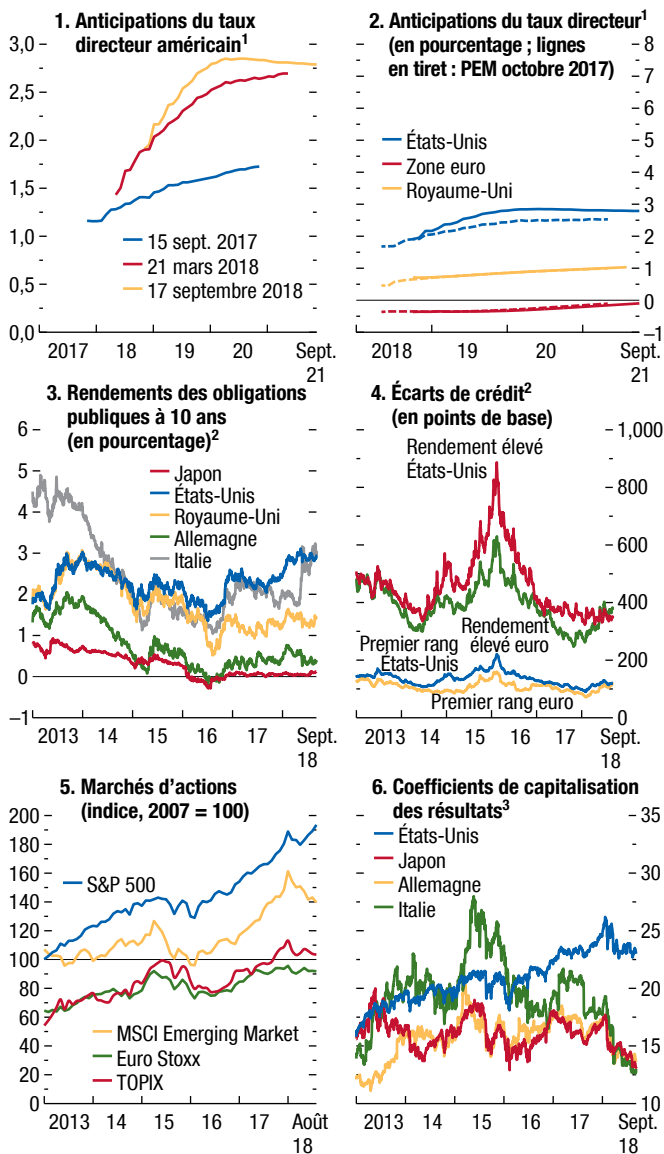 1. Anticipations du taux
directeur américain1
3,0
2,5
2,0
1,5
1,0
0,5
0,0
15 sept. 2017
21 mars 2018
17 septembre 2018
2017 18 19 20 Sept.
21
2. Anticipations du taux directeur1
(en pourcentage ; lignes
en tiret : PEM octobre 2017)
États-Unis
Zone euro
Royaume-Uni
8
7
6
5
4
3
2
1
0
–1
2018 19 20 Sept.
21
3. Rendements des obligations
publiques à 10 ans
(en pourcentage)2
6
5
4
3
2
1
0
–1
Japon
États-Unis
Royaume-Uni
Allemagne
Italie
2013 14 15 16 17 Sept.
18
4. Écarts de crédit2
(en points de base)
Rendement élevé
États-Unis
1,000
800
600
400
200
0
Rendement
élevé euro
Premier rang
États-Unis
Premier rang euro
2013 14 15 16 17 Sept.
18
5. Marchés d’actions
(indice, 2007 = 100)
200
180
160
140
120
100
80
60
40
20
0
S&P 500
MSCI Emerging Market
Euro Stoxx
TOPIX
2013 14 15 16 17 Août
18
6. Coefficients de capitalisation
des résultats3
États-Unis
Japon
Allemagne
Italie
35
30
25
20
15
10
2013 14 15 16 17 Sept.
18